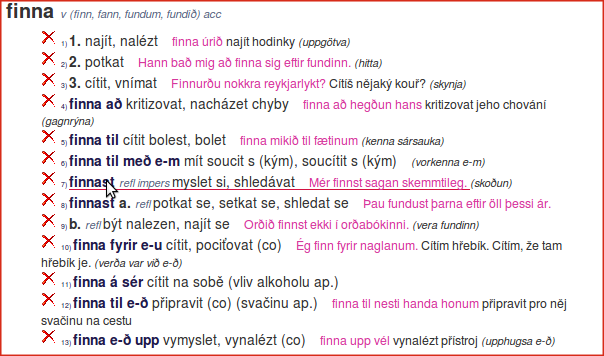 finna v (finn, fann, fundum, fundið) acc
1) 1. najít, nalézt finna úrið najít hodinky (uppgötva)
2) 2. potkat Hann bað mig að finna sig eftir fundinn. (hitta)
3) 3. cítit, vnímat Finnurðu nokkra reykjarlykt? Cítíš nějaký kouř? (skynja)
4) finna að kritizovat, nacházet chyby finna að hegðun hans kritizovat jeho chování
(gagnrýna)
5) finna til cítit bolest, bolet finna mikið til fætinum (kenna sársauka)
6) finna til með e-m mít soucit s (kým), soucítit s (kým) (vorkenna e-m)
7) finnast refl impers myslet si, shledávat Mér finnst sagan skemmtileg. (skoðun)
8) finnast a. refl potkat se, setkat se, shledat se Þau fundust þarna eftir öll þessi ár.
9) b. refl být nalezen, najít se Orðið finnst ekki í orðabókinni. (vera fundinn)
10) finna fyrir e-u cítit, pociťovat (co) Ég finn fyrir naglanum. Cítím hřebík. Cítím, že tam
hřebík je. (verða var við e-ð)
11) finna á sér cítit na sobě (vliv alkoholu ap.)
12) finna til e-ð připravit (co) (svačinu ap.) finna til nesti handa honum připravit pro něj
svačinu na cestu
13) finna e-ð upp vymyslet, vynalézt (co) finna upp vél vynalézt přístroj (upphugsa e-ð)